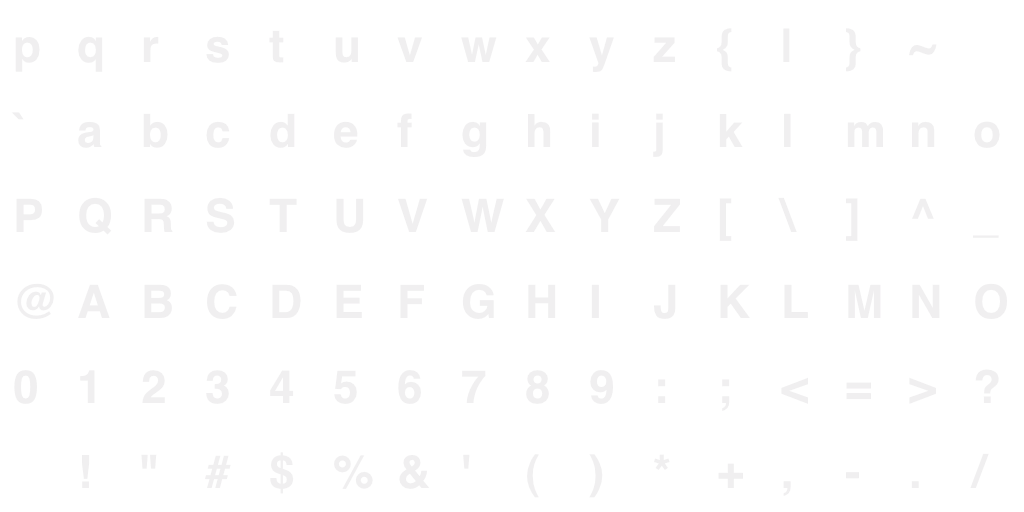 p q r s t u v w x y z { | } ~
` a b c d e f g h i j k l m n o
P Q R S T U V W X Y Z [ \ ] ^ _
@ A B C D E F G H I J K L M N O
0 1 2 3 4 5 6 7 8 9 : ; < = > ?
! " # $ % & ' ( ) * + , - . /